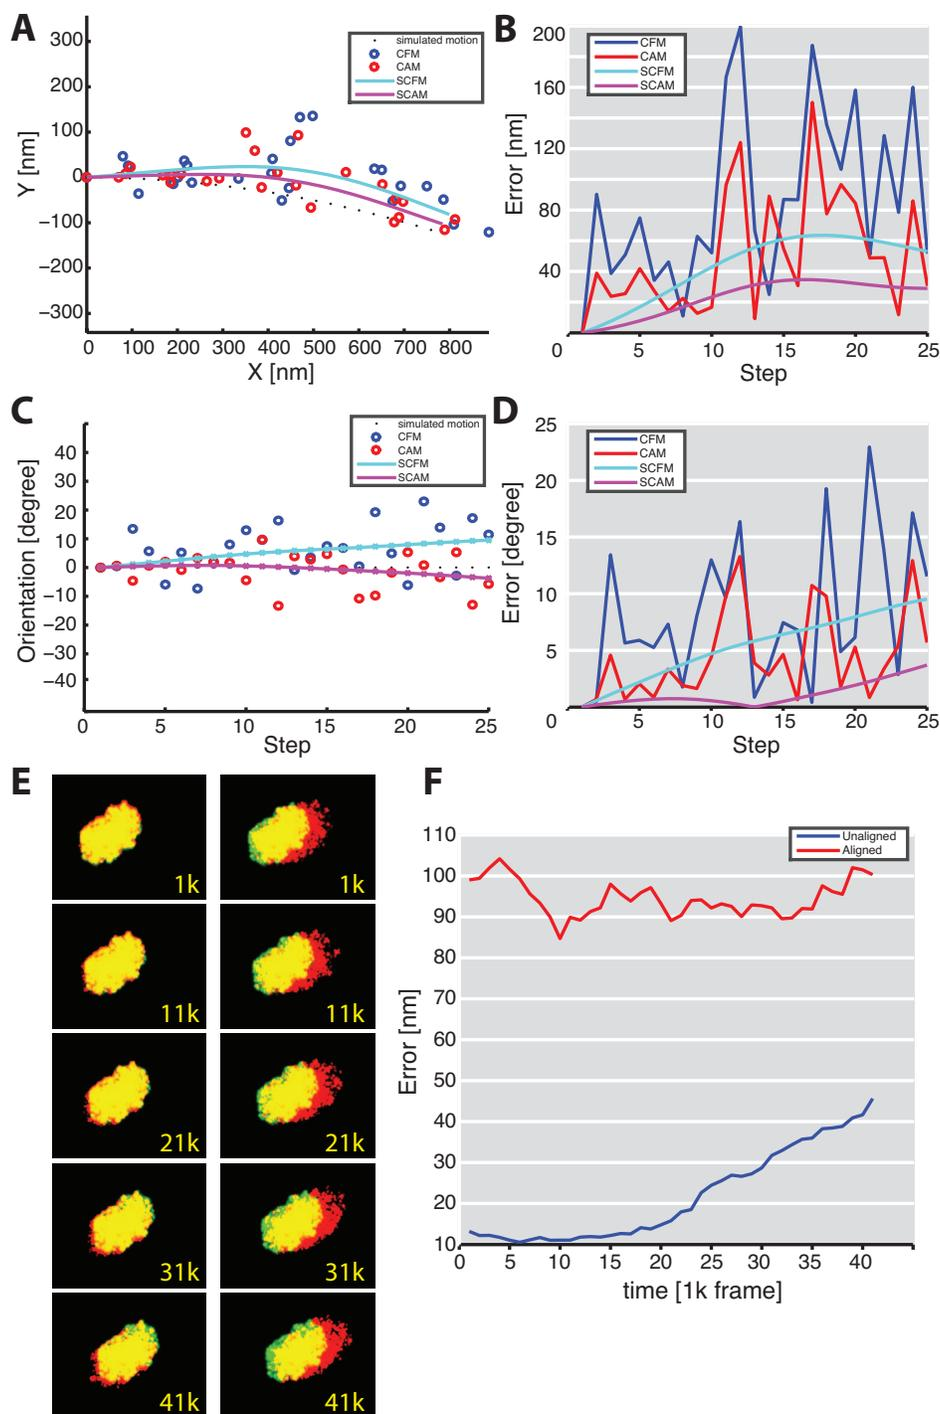 A
300
200
100
0
−100
−200
−300
Y [nm]
0 100 200 300 400 500 600 700 800
X [nm]
simulated motion
CFM
CAM
SCFM
SCAM
B
200
160
120
80
40
Error [nm]
0 5 10 15 20 25
Step
CFM
CAM
SCFM
SCAM
C
40
30
20
10
0
−10
−20
−30
−40
Orientation [degree]
0 5 10 15 20 25
Step
simulated motion
CFM
CAM
SCFM
SCAM
D
25
20
15
10
5
Error [degree]
0 5 10 15 20 25
Step
CFM
CAM
SCFM
SCAM
E
1k 1k
11k 11k
21k 21k
31k 31k
41k 41k
F
110
100
90
80
70
60
50
40
30
20
10
Error [nm]
0 5 10 15 20 25 30 35 40
time [1k frame]
Unaligned
Aligned